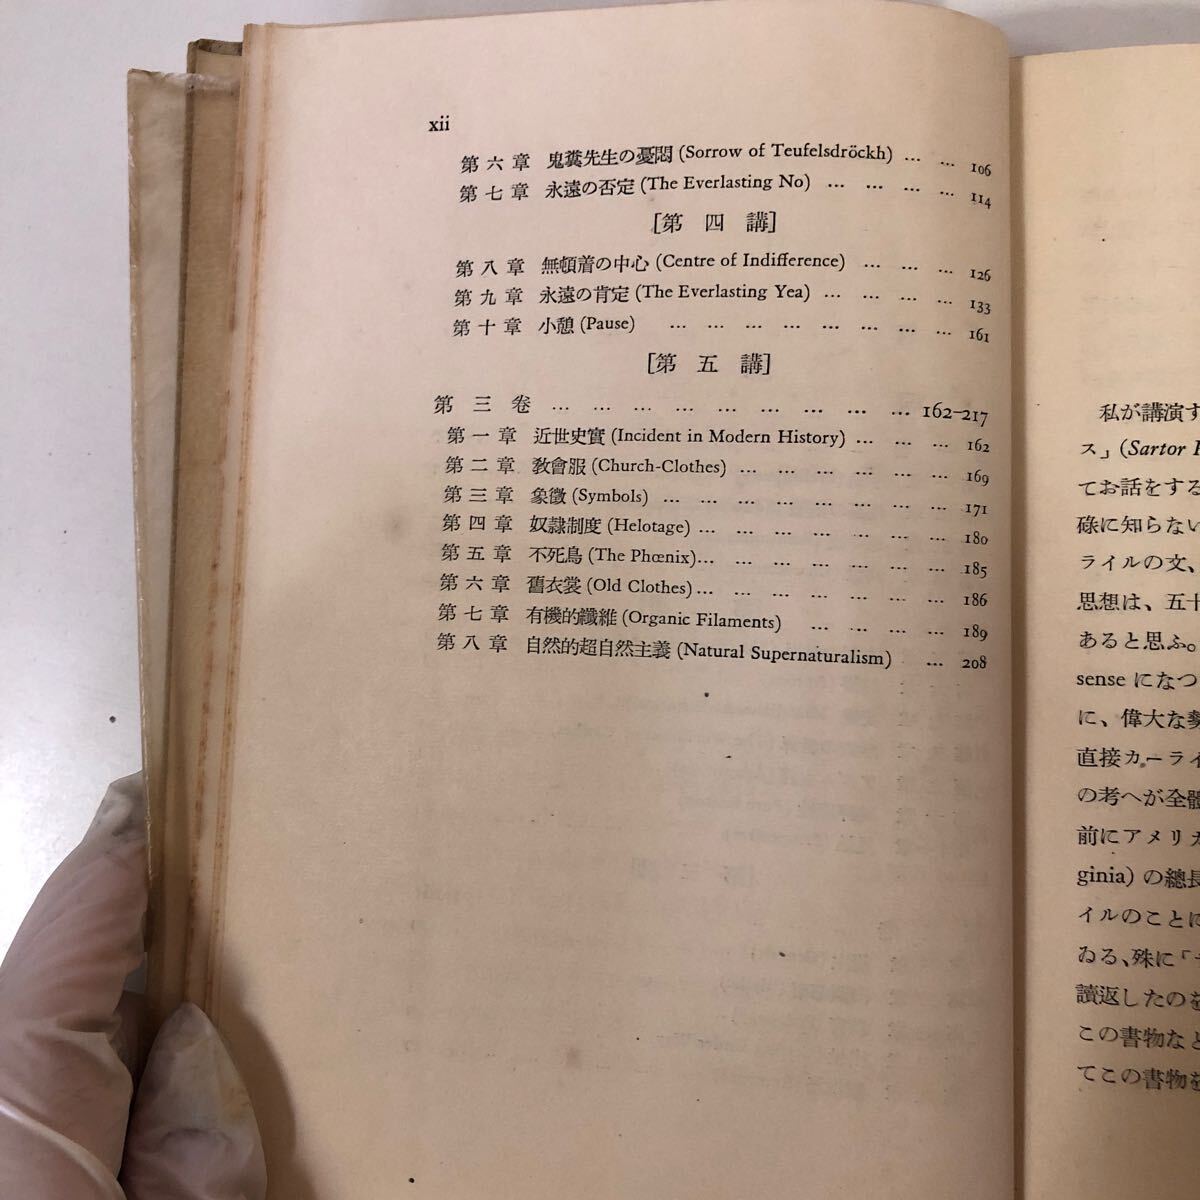 xii
第六章 鬼糞先生の憂悶 (Sorrow of Teufelsdröckh) ... ... 106
第七章 永遠の否定 (The Everlasting No) ... ... ... ... 114
[第四講]
第八章 無頓着の中心 (Centre of Indifference) ... ... ... 126
第九章 永遠の肯定 (The Everlasting Yea) ... ... ... ... 133
第十章 小憩 (Pause) ... ... ... ... ... ... ... ... 161
[第五講]
第三卷 ... ... ... ... ... ... ... ... ... ... 162-217
第一章 近世史實 (Incident in Modern History) ... ... ... 162
第二章 敎會服 (Church-Clothes) ... ... ... ... ... ... 169
第三章 象徵 (Symbols) ... ... ... ... ... ... ... ... 171
第四章 奴隷制度 (Helotage) ... ... ... ... ... ... ... 180
第五章 不死鳥 (The Phœnix)... ... ... ... ... ... ... 185
第六章 舊衣裳 (Old Clothes)... ... ... ... ... ... ... 186
第七章 有機的纖維 (Organic Filaments) ... ... ... ... 189
第八章 自然的超自然主義 (Natural Supernaturalism) ... 208
私が講演す
ス」(Sartor
てお話をする
碌に知らない
ライルの文、
思想は、五十
あると思ふ。
sense になつ
に、偉大な勢
直接カーライ
の考へが全體
前にアメリカ
ginia) の總長
イルのことに
ゐる、殊に「
讀返したのを
この書物など
てこの書物を